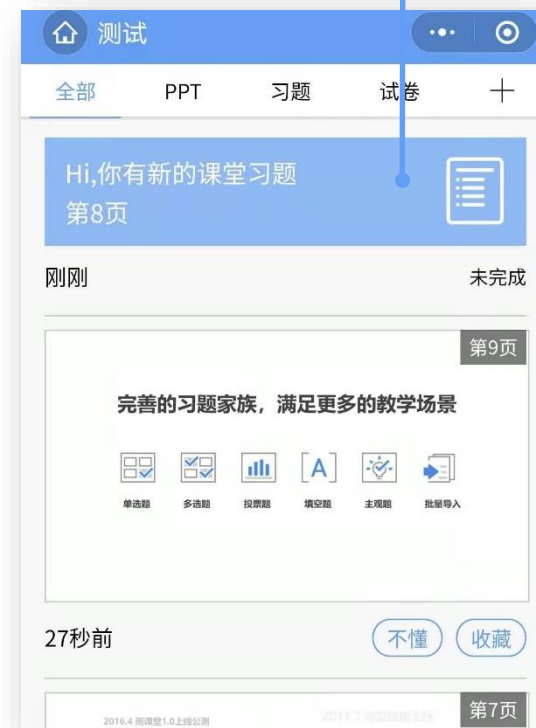 测试
全部 PPT 习题 试卷
Hi,你有新的课堂习题
第8页
刚刚 未完成
第9页
完善的习题家族，满足更多的教学场景
A
单选题 多选题 投票题 填空题 主观题 批量导入
27秒前 不懂 收藏
第7页
2016.4 雨课堂1.0上线公测